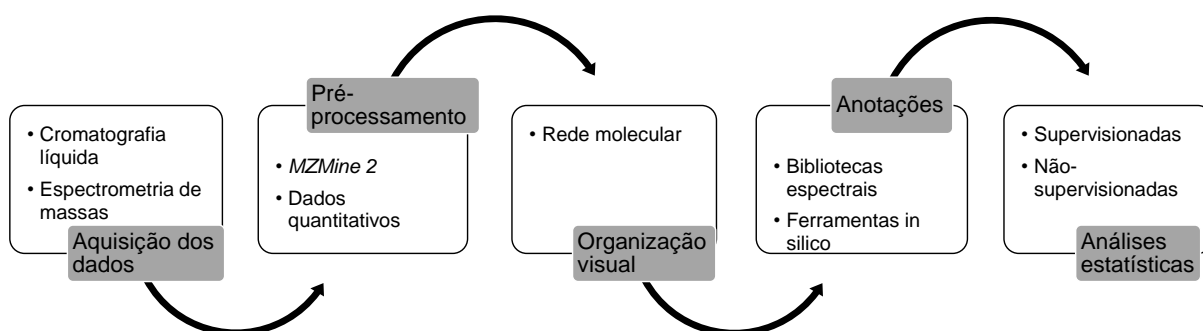 • Cromatografia
líquida
• Espectrometria de
massas
Aquisição dos
dados
Pré-
processamento
• MZMine 2
• Dados
quantitativos
• Rede molecular
Organização
visual
Anotações
• Bibliotecas
espectrais
• Ferramentas in
silico
• Supervisionadas
• Não-
supervisionadas
Análises
estatísticas